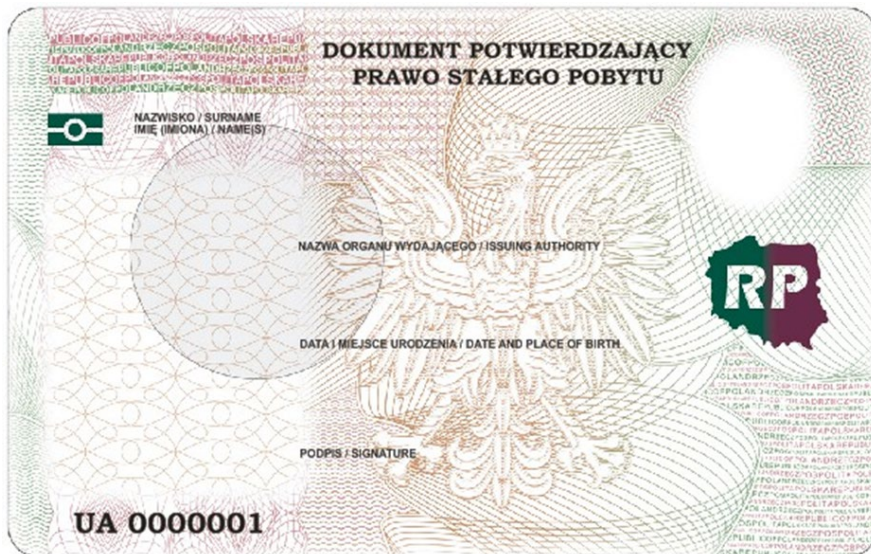 DOKUMENT POTWIERDZAJĄCY
PRAWO STAŁEGO POBYTU
NAZWISKO / SURNAME
IMIĘ (IMIONA) / NAME(S)
NAZWA ORGANU WYDAJĄCEGO / ISSUING AUTHORITY
RP
DATA I MIEJSCE URODZENIA / DATE AND PLACE OF BIRTH
PODPIS / SIGNATURE
UA 0000001